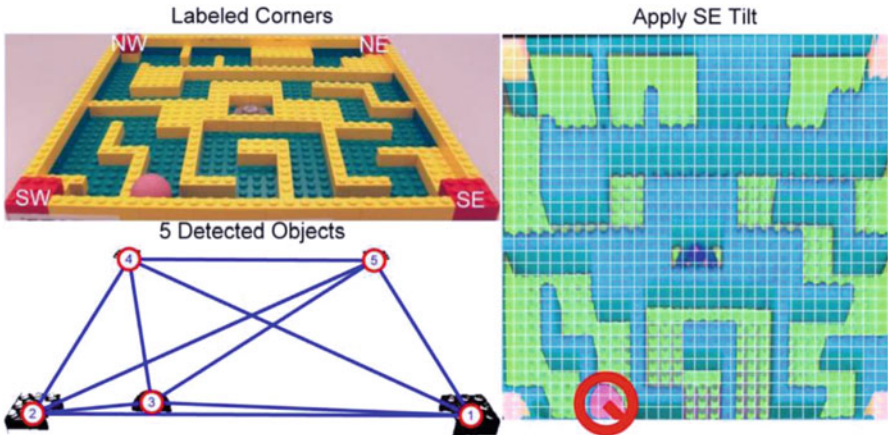 Labeled Corners
NW
NE
SW
SE
5 Detected Objects
4
5
2
3
1
Apply SE Tilt